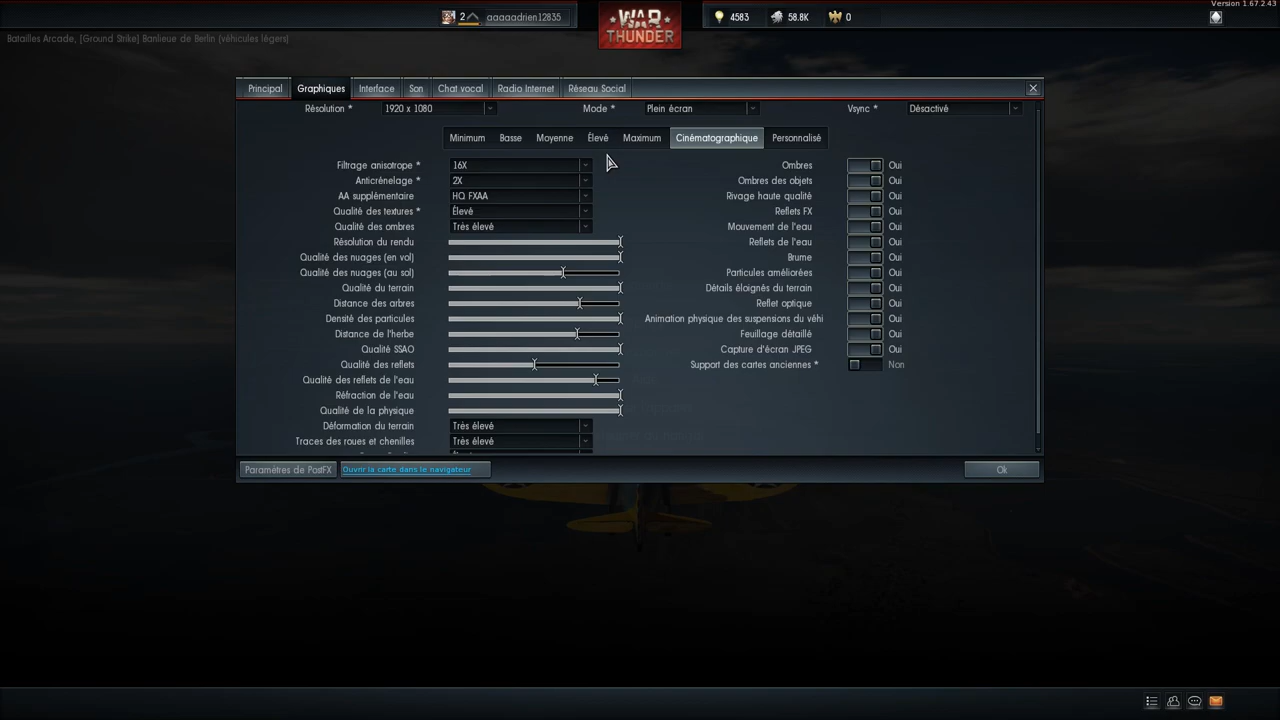 Version 1.67.2.43
2 aaaaaadrien12835
WAR THUNDER
4583 58.8K 0
Batailles Arcade, [Ground Strike] Banlieue de Berlin (véhicules légers)
Principal Graphiques Interface Son Chat vocal Radio Internet Réseau Social
Résolution * 1920 x 1080 Mode * Plein écran Vsync * Désactivé
Minimum Basse Moyenne Élevé Maximum Cinématographique Personnalisé
Filtrage anisotrope * 16X Ombres Oui
Anticrénelage * 2X Ombres des objets Oui
AA supplémentaire HQ FXAA Rivage haute qualité Oui
Qualité des textures * Élevé Reflets FX Oui
Qualité des ombres Très élevé Mouvement de l'eau Oui
Résolution du rendu Reflets de l'eau Oui
Qualité des nuages (en vol) Brume Oui
Qualité des nuages (au sol) Particules améliorées Oui
Qualité du terrain Détails éloignés du terrain Oui
Distance des arbres Reflet optique Oui
Densité des particules Animation physique des suspensions du véhi Oui
Distance de l'herbe Feuillage détaillé Oui
Qualité SSAO Capture d'écran JPEG Oui
Qualité des reflets Support des cartes anciennes * Non
Qualité des reflets de l'eau
Réfraction de l'eau
Qualité de la physique
Déformation du terrain Très élevé
Traces des roues et chenilles Très élevé
Paramètres de PostFX Ouvrir la carte dans le navigateur Ok